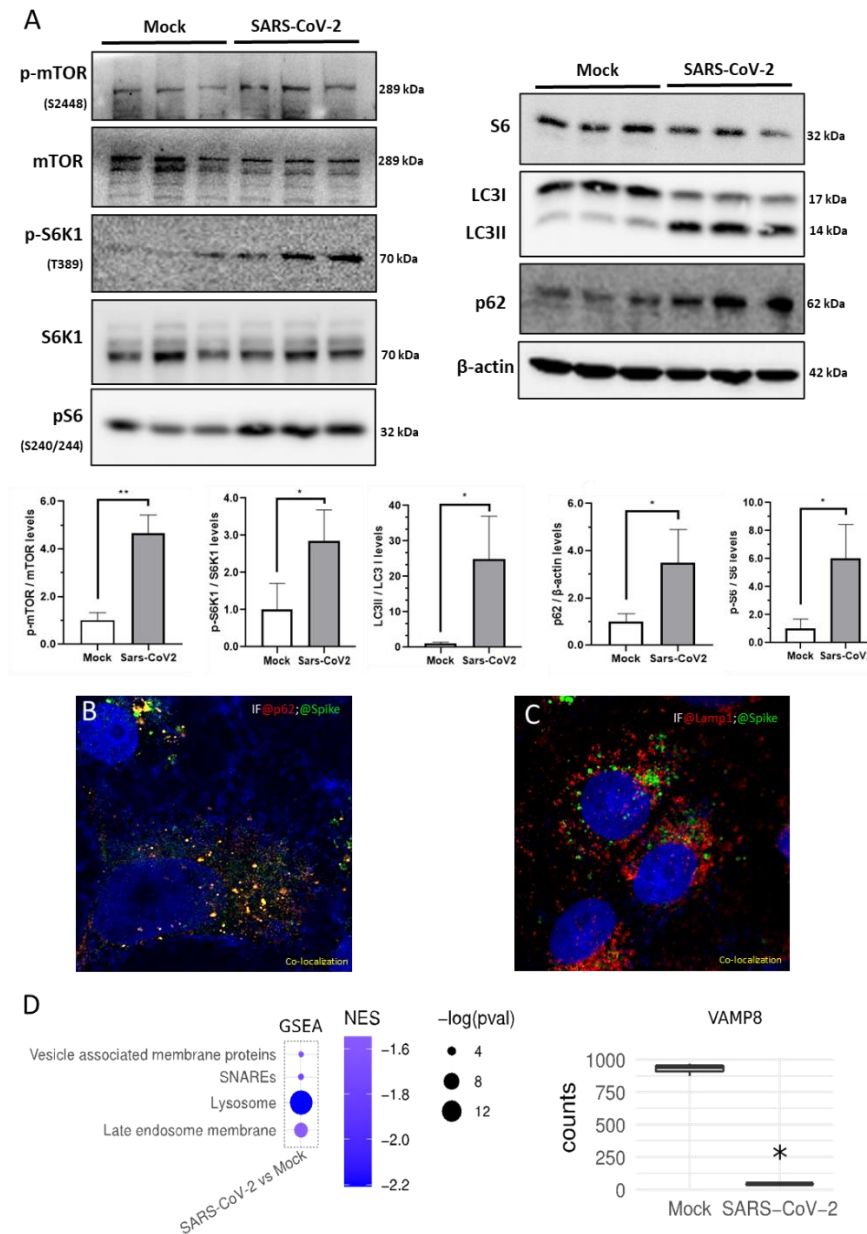 A
Mock SARS-CoV-2
p-mTOR
(S2448)
289 kDa
mTOR
289 kDa
p-S6K1
(T389)
70 kDa
S6K1
70 kDa
pS6
(S240/244)
32 kDa
Mock SARS-CoV-2
S6
32 kDa
LC3I
17 kDa
LC3II
14 kDa
p62
62 kDa
β-actin
42 kDa
p-mTOR / mTOR levels
6.0
4.0
2.0
0.0
**
Mock Sars-CoV2
p-S6K1 / S6K1 levels
4.0
3.0
2.0
1.0
0.0
*
Mock Sars-CoV2
LC3II / LC3 I levels
40
30
20
10
0
*
Mock Sars-CoV2
p62 / β-actin levels
6.0
4.0
2.0
0.0
*
Mock Sars-CoV2
p-S6 / S6 levels
10.0
8.0
6.0
4.0
2.0
0.0
*
Mock Sars-CoV2
B
IF@p62;@Spike
Co-localization
C
IF@Lamp1;@Spike
Co-localization
D
GSEA
Vesicle associated membrane proteins
SNAREs
Lysosome
Late endosome membrane
SARS-CoV-2 vs Mock
NES
−1.6
−1.8
−2.0
−2.2
−log(pval)
4
8
12
VAMP8
counts
1000
750
500
250
0
*
Mock SARS−CoV−2